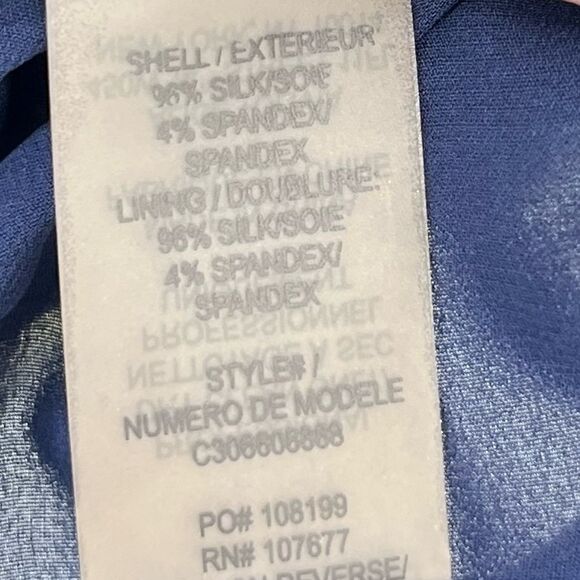 SHELL / EXTERIEUR
96% SILK/SOIE
4% SPANDEX/
SPANDEX
LINING / DOUBLURE:
96% SILK/SOIE
4% SPANDEX/
SPANDEX
STYLE# /
NUMERO DE MODELE
PO# 108199
RN# 107677
REVERSE/